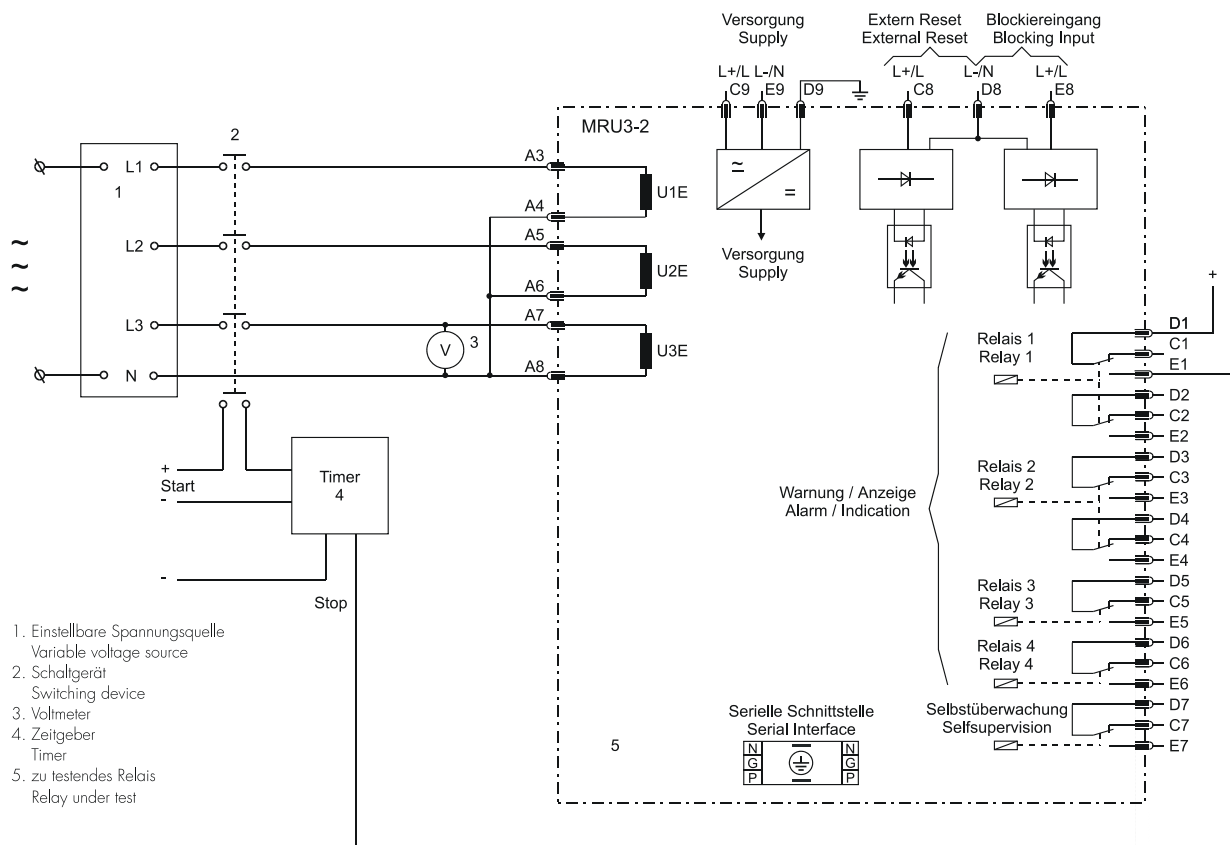 Versorgung
Supply
Extern Reset
External Reset
Blockiereingang
Blocking Input
L+/L L-/N
C9 E9 D9
L+/L
C8
L-/N
D8
L+/L
E8
MRU3-2
2
1
L1
L2
L3
N
A3
A4
A5
A6
A7
A8
U1E
U2E
U3E
V
3
~
~
~
≃
=
Versorgung
Supply
+
Start
-
-
Timer
4
Stop
Warnung / Anzeige
Alarm / Indication
Relais 1
Relay 1
Relais 2
Relay 2
Relais 3
Relay 3
Relais 4
Relay 4
Selbstüberwachung
Selfsupervision
+
D1
C1
E1
D2
C2
E2
D3
C3
E3
D4
C4
E4
D5
C5
E5
D6
C6
E6
D7
C7
E7
Serielle Schnittstelle
Serial Interface
N N
G G
P P
5
1. Einstellbare Spannungsquelle
Variable voltage source
2. Schaltgerät
Switching device
3. Voltmeter
4. Zeitgeber
Timer
5. zu testendes Relais
Relay under test